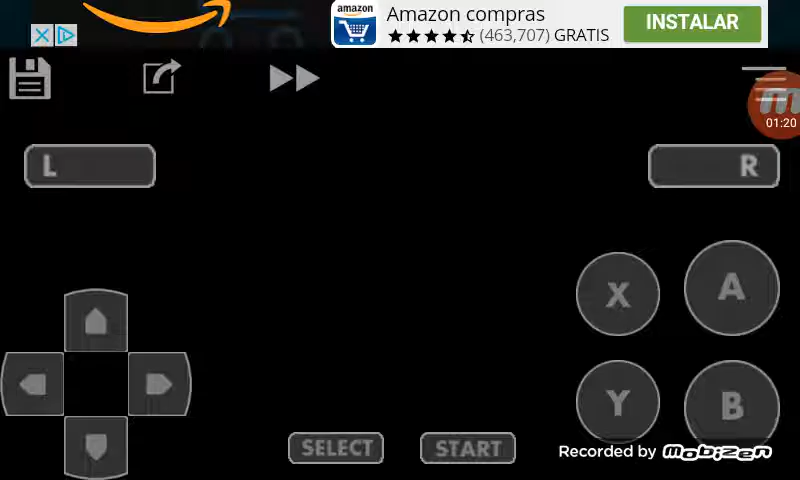 amazon
Amazon compras
(463,707) GRATIS
INSTALAR
01:20
L
R
X
A
Y
B
SELECT
START
Recorded by mobizen